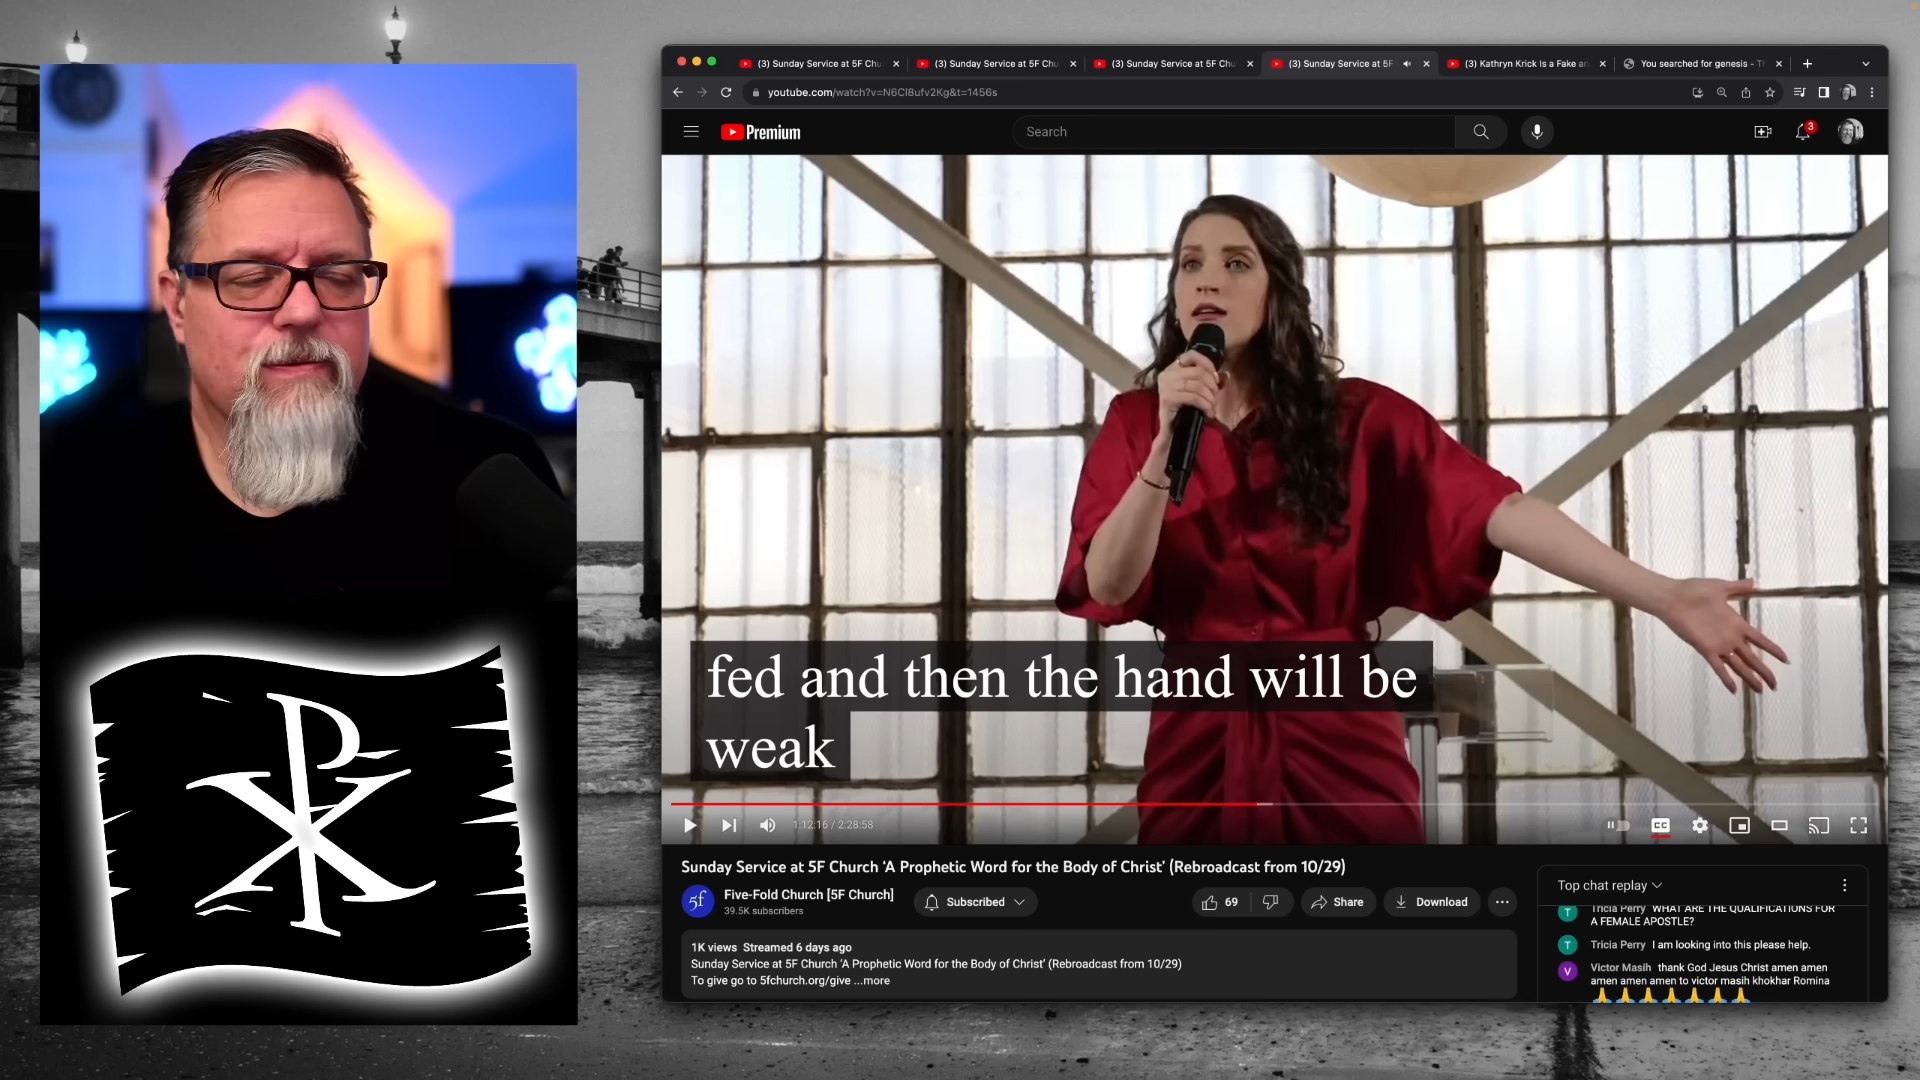 (3) Sunday Service at 5F Chu
(3) Sunday Service at 5F Chu
(3) Sunday Service at 5F Chu
(3) Sunday Service at 5F
(3) Kathryn Krick Is a Fake an
You searched for genesis - T
youtube.com/watch?v=N6Cl8ufv2Kg&t=1456s
Premium
Search
3
fed and then the hand will be
weak
1:12:16 / 2:28:58
CC
Sunday Service at 5F Church 'A Prophetic Word for the Body of Christ' (Rebroadcast from 10/29)
5f
Five-Fold Church [5F Church]
39.5K subscribers
Subscribed
69
Share
Download
1K views Streamed 6 days ago
Sunday Service at 5F Church 'A Prophetic Word for the Body of Christ' (Rebroadcast from 10/29)
To give go to 5fchurch.org/give ...more
Top chat replay
T Tricia Perry WHAT ARE THE QUALIFICATIONS FOR
A FEMALE APOSTLE?
T Tricia Perry I am looking into this please help.
V Victor Masih thank God Jesus Christ amen amen
amen amen amen to victor masih khokhar Romina